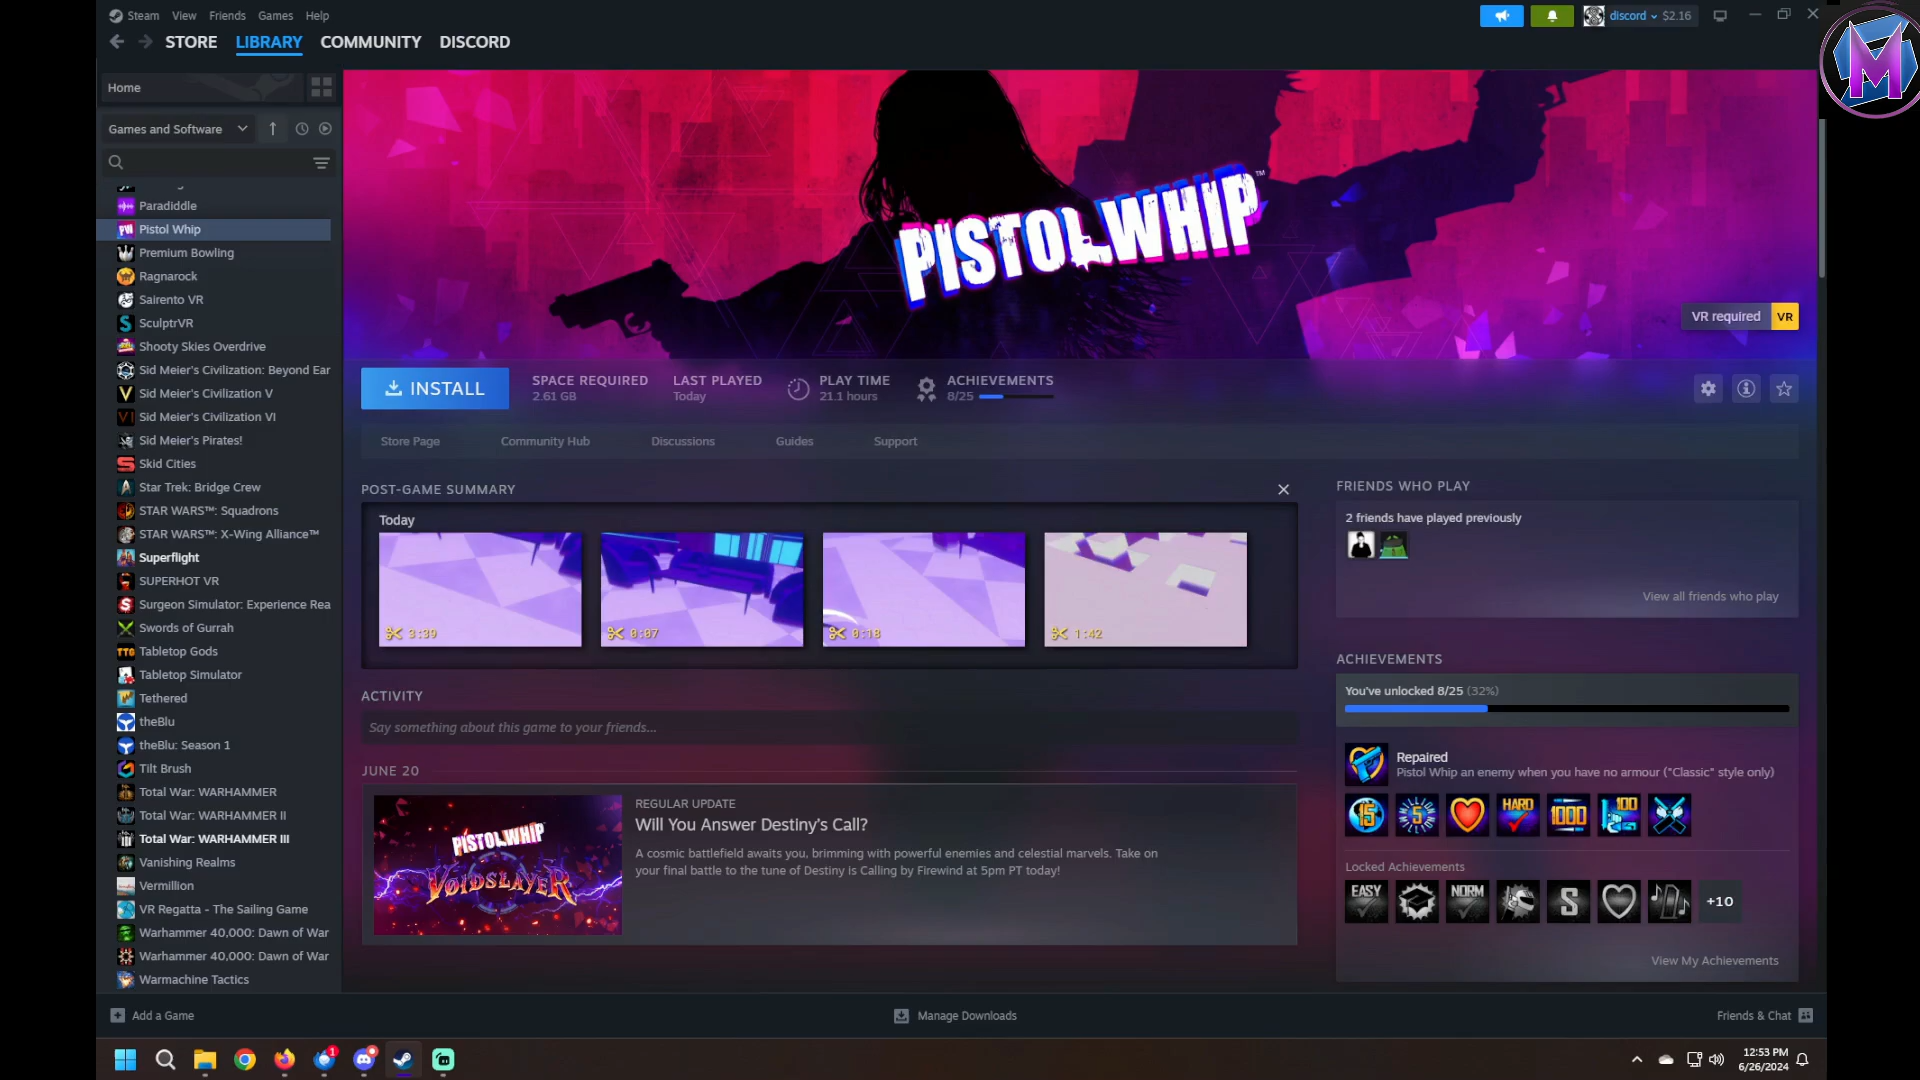 Steam View Friends Games Help
discord $2.16
STORE LIBRARY COMMUNITY DISCORD
Home
Games and Software
Paradiddle
Pistol Whip
Premium Bowling
Ragnarock
Sairento VR
SculptrVR
Shooty Skies Overdrive
Sid Meier's Civilization: Beyond Ear
Sid Meier's Civilization V
Sid Meier's Civilization VI
Sid Meier's Pirates!
Skid Cities
Star Trek: Bridge Crew
STAR WARS™: Squadrons
STAR WARS™: X-Wing Alliance™
Superflight
SUPERHOT VR
Surgeon Simulator: Experience Rea
Swords of Gurrah
Tabletop Gods
Tabletop Simulator
Tethered
theBlu
theBlu: Season 1
Tilt Brush
Total War: WARHAMMER
Total War: WARHAMMER II
Total War: WARHAMMER III
Vanishing Realms
Vermillion
VR Regatta - The Sailing Game
Warhammer 40,000: Dawn of War
Warhammer 40,000: Dawn of War
Warmachine Tactics
PISTOL WHIP™
VR required VR
INSTALL
SPACE REQUIRED
2.61 GB
LAST PLAYED
Today
PLAY TIME
21.1 hours
ACHIEVEMENTS
8/25
Store Page Community Hub Discussions Guides Support
POST-GAME SUMMARY
Today
3:39 0:07 0:18 1:42
ACTIVITY
Say something about this game to your friends...
JUNE 20
PISTOL WHIP
VOIDSLAYER
REGULAR UPDATE
Will You Answer Destiny's Call?
A cosmic battlefield awaits you, brimming with powerful enemies and celestial marvels. Take on
your final battle to the tune of Destiny is Calling by Firewind at 5pm PT today!
FRIENDS WHO PLAY
2 friends have played previously
View all friends who play
ACHIEVEMENTS
You've unlocked 8/25 (32%)
Repaired
Pistol Whip an enemy when you have no armour ("Classic" style only)
15 5 MILLION HARD 1000 100
Locked Achievements
EASY NORM S +10
View My Achievements
Add a Game
Manage Downloads
Friends & Chat
1
12:53 PM
6/26/2024
M